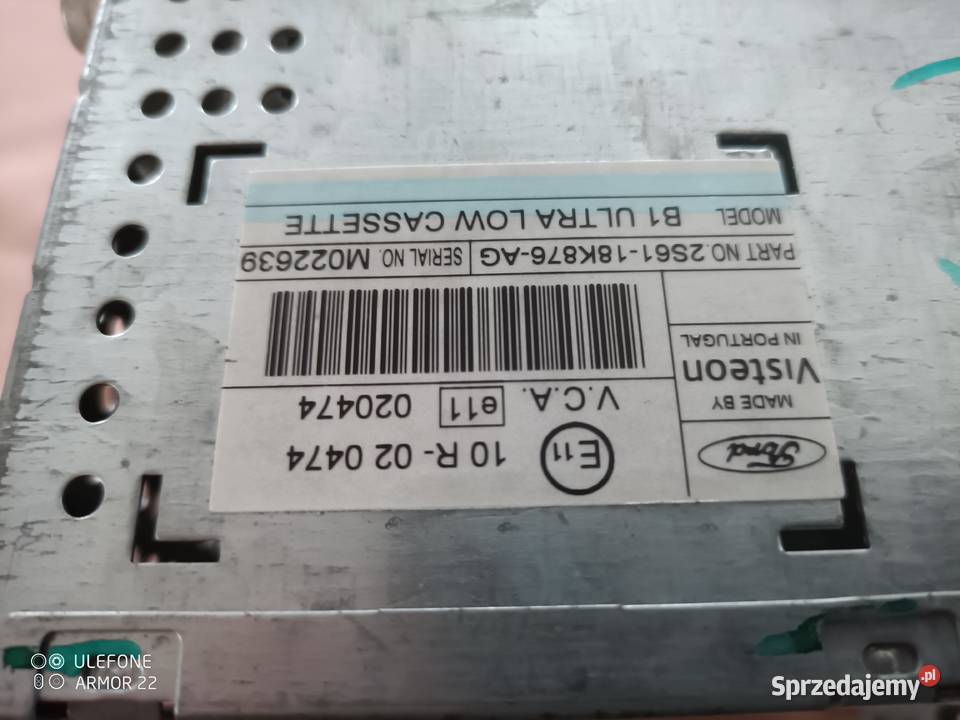 Ford
E11 10 R - 02 0474
MADE BY
Visteon
IN PORTUGAL
V.C.A. e11 020474
PART NO. 2S61-18K876-AG SERIAL NO. M022639
MODEL B1 ULTRA LOW CASSETTE
ULEFONE
ARMOR 22
Sprzedajemy.pl